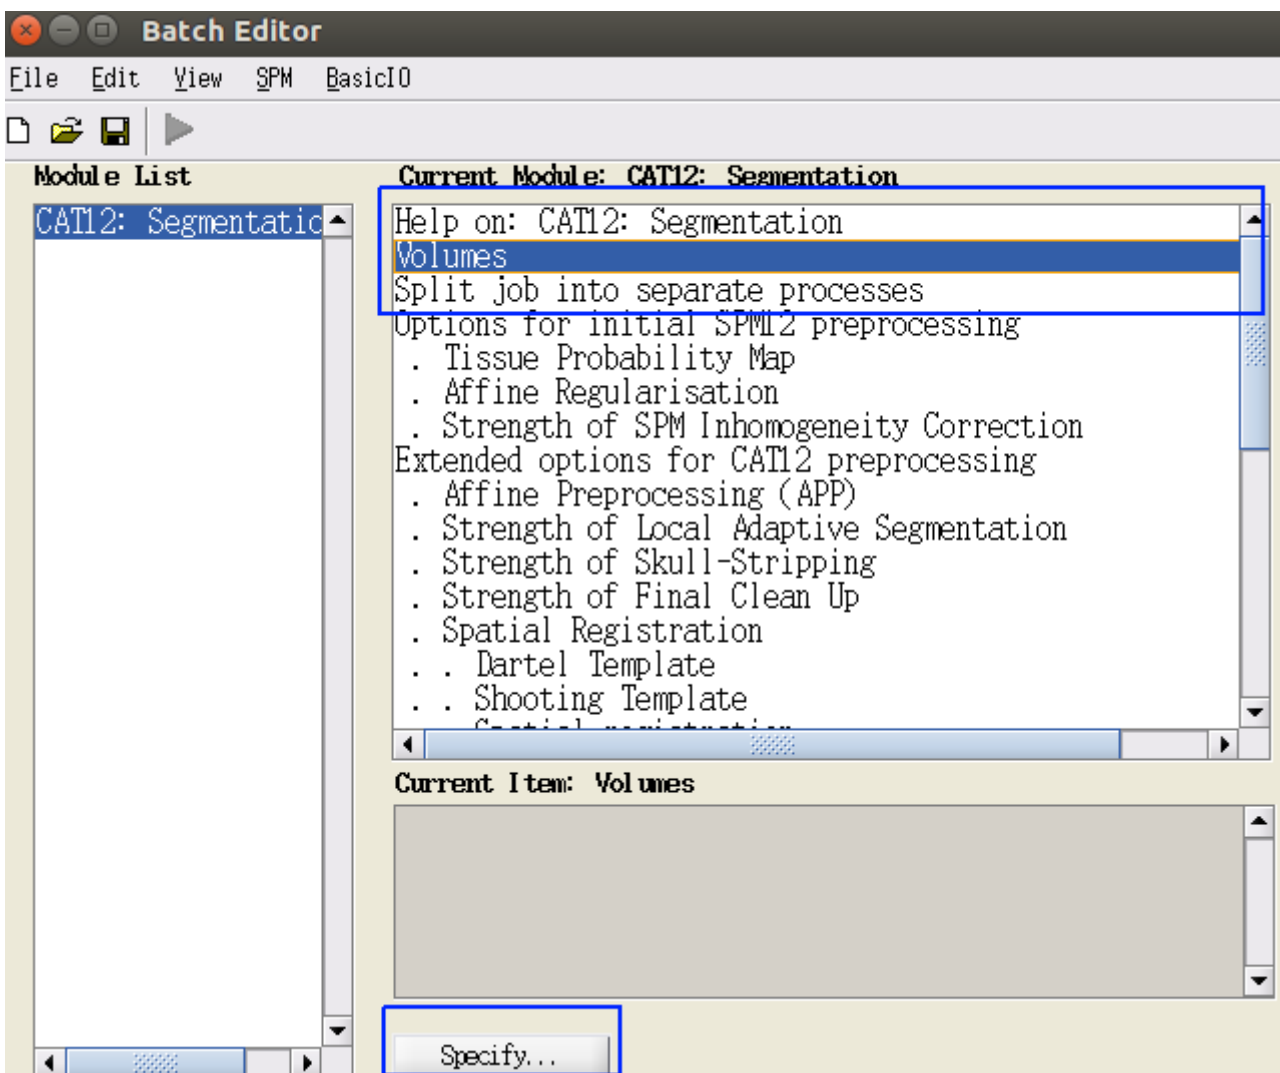 Batch Editor
File Edit View SPM BasicIO
Module List
Current Module: CAT12: Segmentation
CAT12: Segmentatio
Help on: CAT12: Segmentation
Volumes
Split job into separate processes
Options for initial SPM12 preprocessing
. Tissue Probability Map
. Affine Regularisation
. Strength of SPM Inhomogeneity Correction
Extended options for CAT12 preprocessing
. Affine Preprocessing (APP)
. Strength of Local Adaptive Segmentation
. Strength of Skull-Stripping
. Strength of Final Clean Up
. Spatial Registration
. . Dartel Template
. . Shooting Template
Current Item: Volumes
Specify...